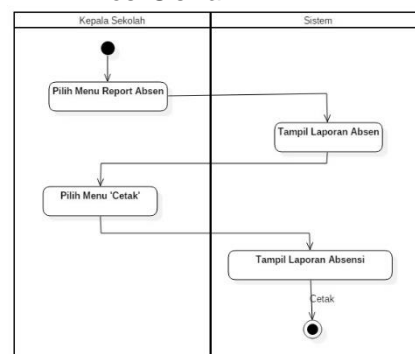 Kepala Sekolah
Sistem
Pilih Menu Report Absen
Tampil Laporan Absen
Pilih Menu 'Cetak'
Tampil Laporan Absensi
Cetak